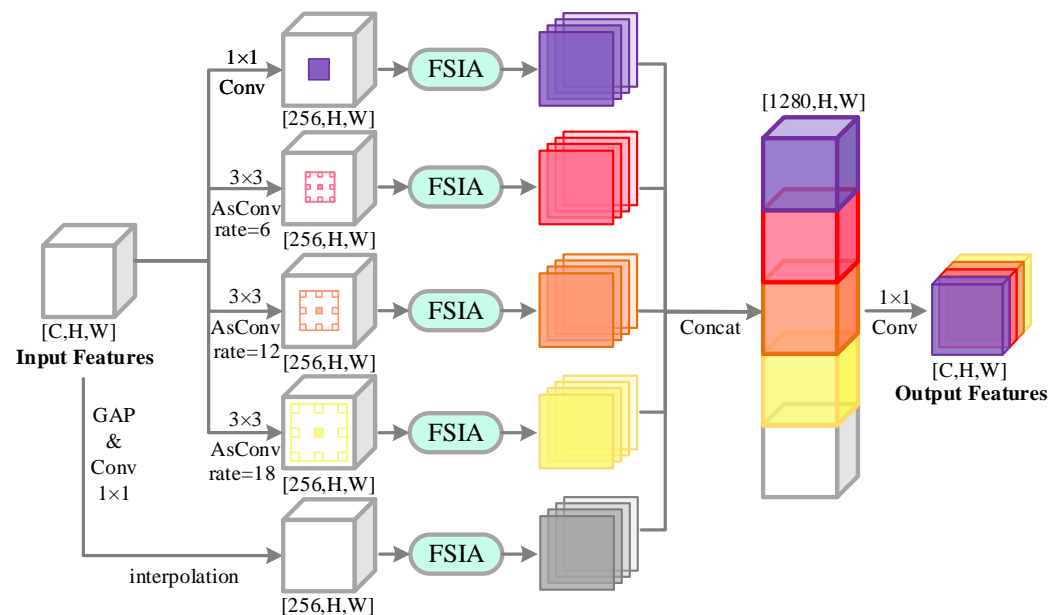 1×1
Conv
[256,H,W]
FSIA
3×3
AsConv
rate=6
[256,H,W]
FSIA
3×3
AsConv
rate=12
[256,H,W]
FSIA
3×3
AsConv
rate=18
[256,H,W]
FSIA
[C,H,W]
Input Features
GAP
&
Conv
1×1
interpolation
[256,H,W]
FSIA
Concat
[1280,H,W]
1×1
Conv
[C,H,W]
Output Features